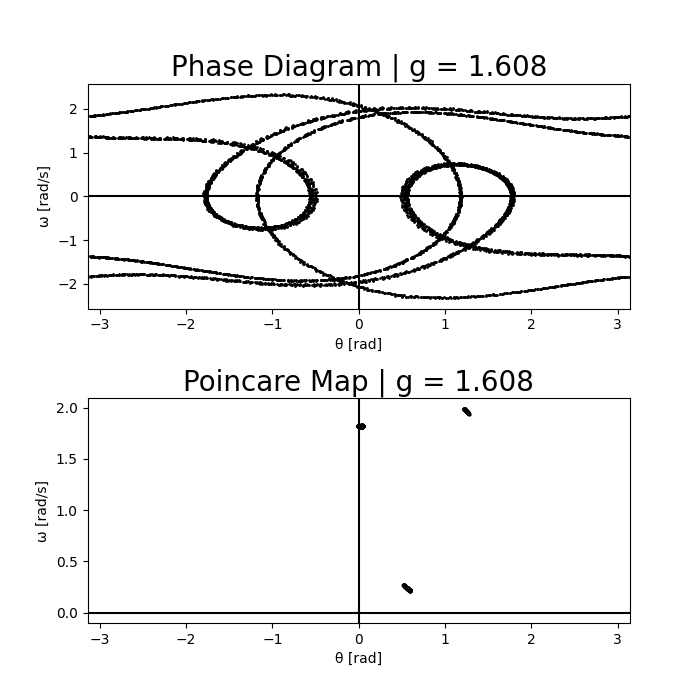 Phase Diagram | g = 1.608
2
1
0
−1
−2
ω [rad/s]
−3 −2 −1 0 1 2 3
θ [rad]
Poincare Map | g = 1.608
2.0
1.5
1.0
0.5
0.0
ω [rad/s]
−3 −2 −1 0 1 2 3
θ [rad]